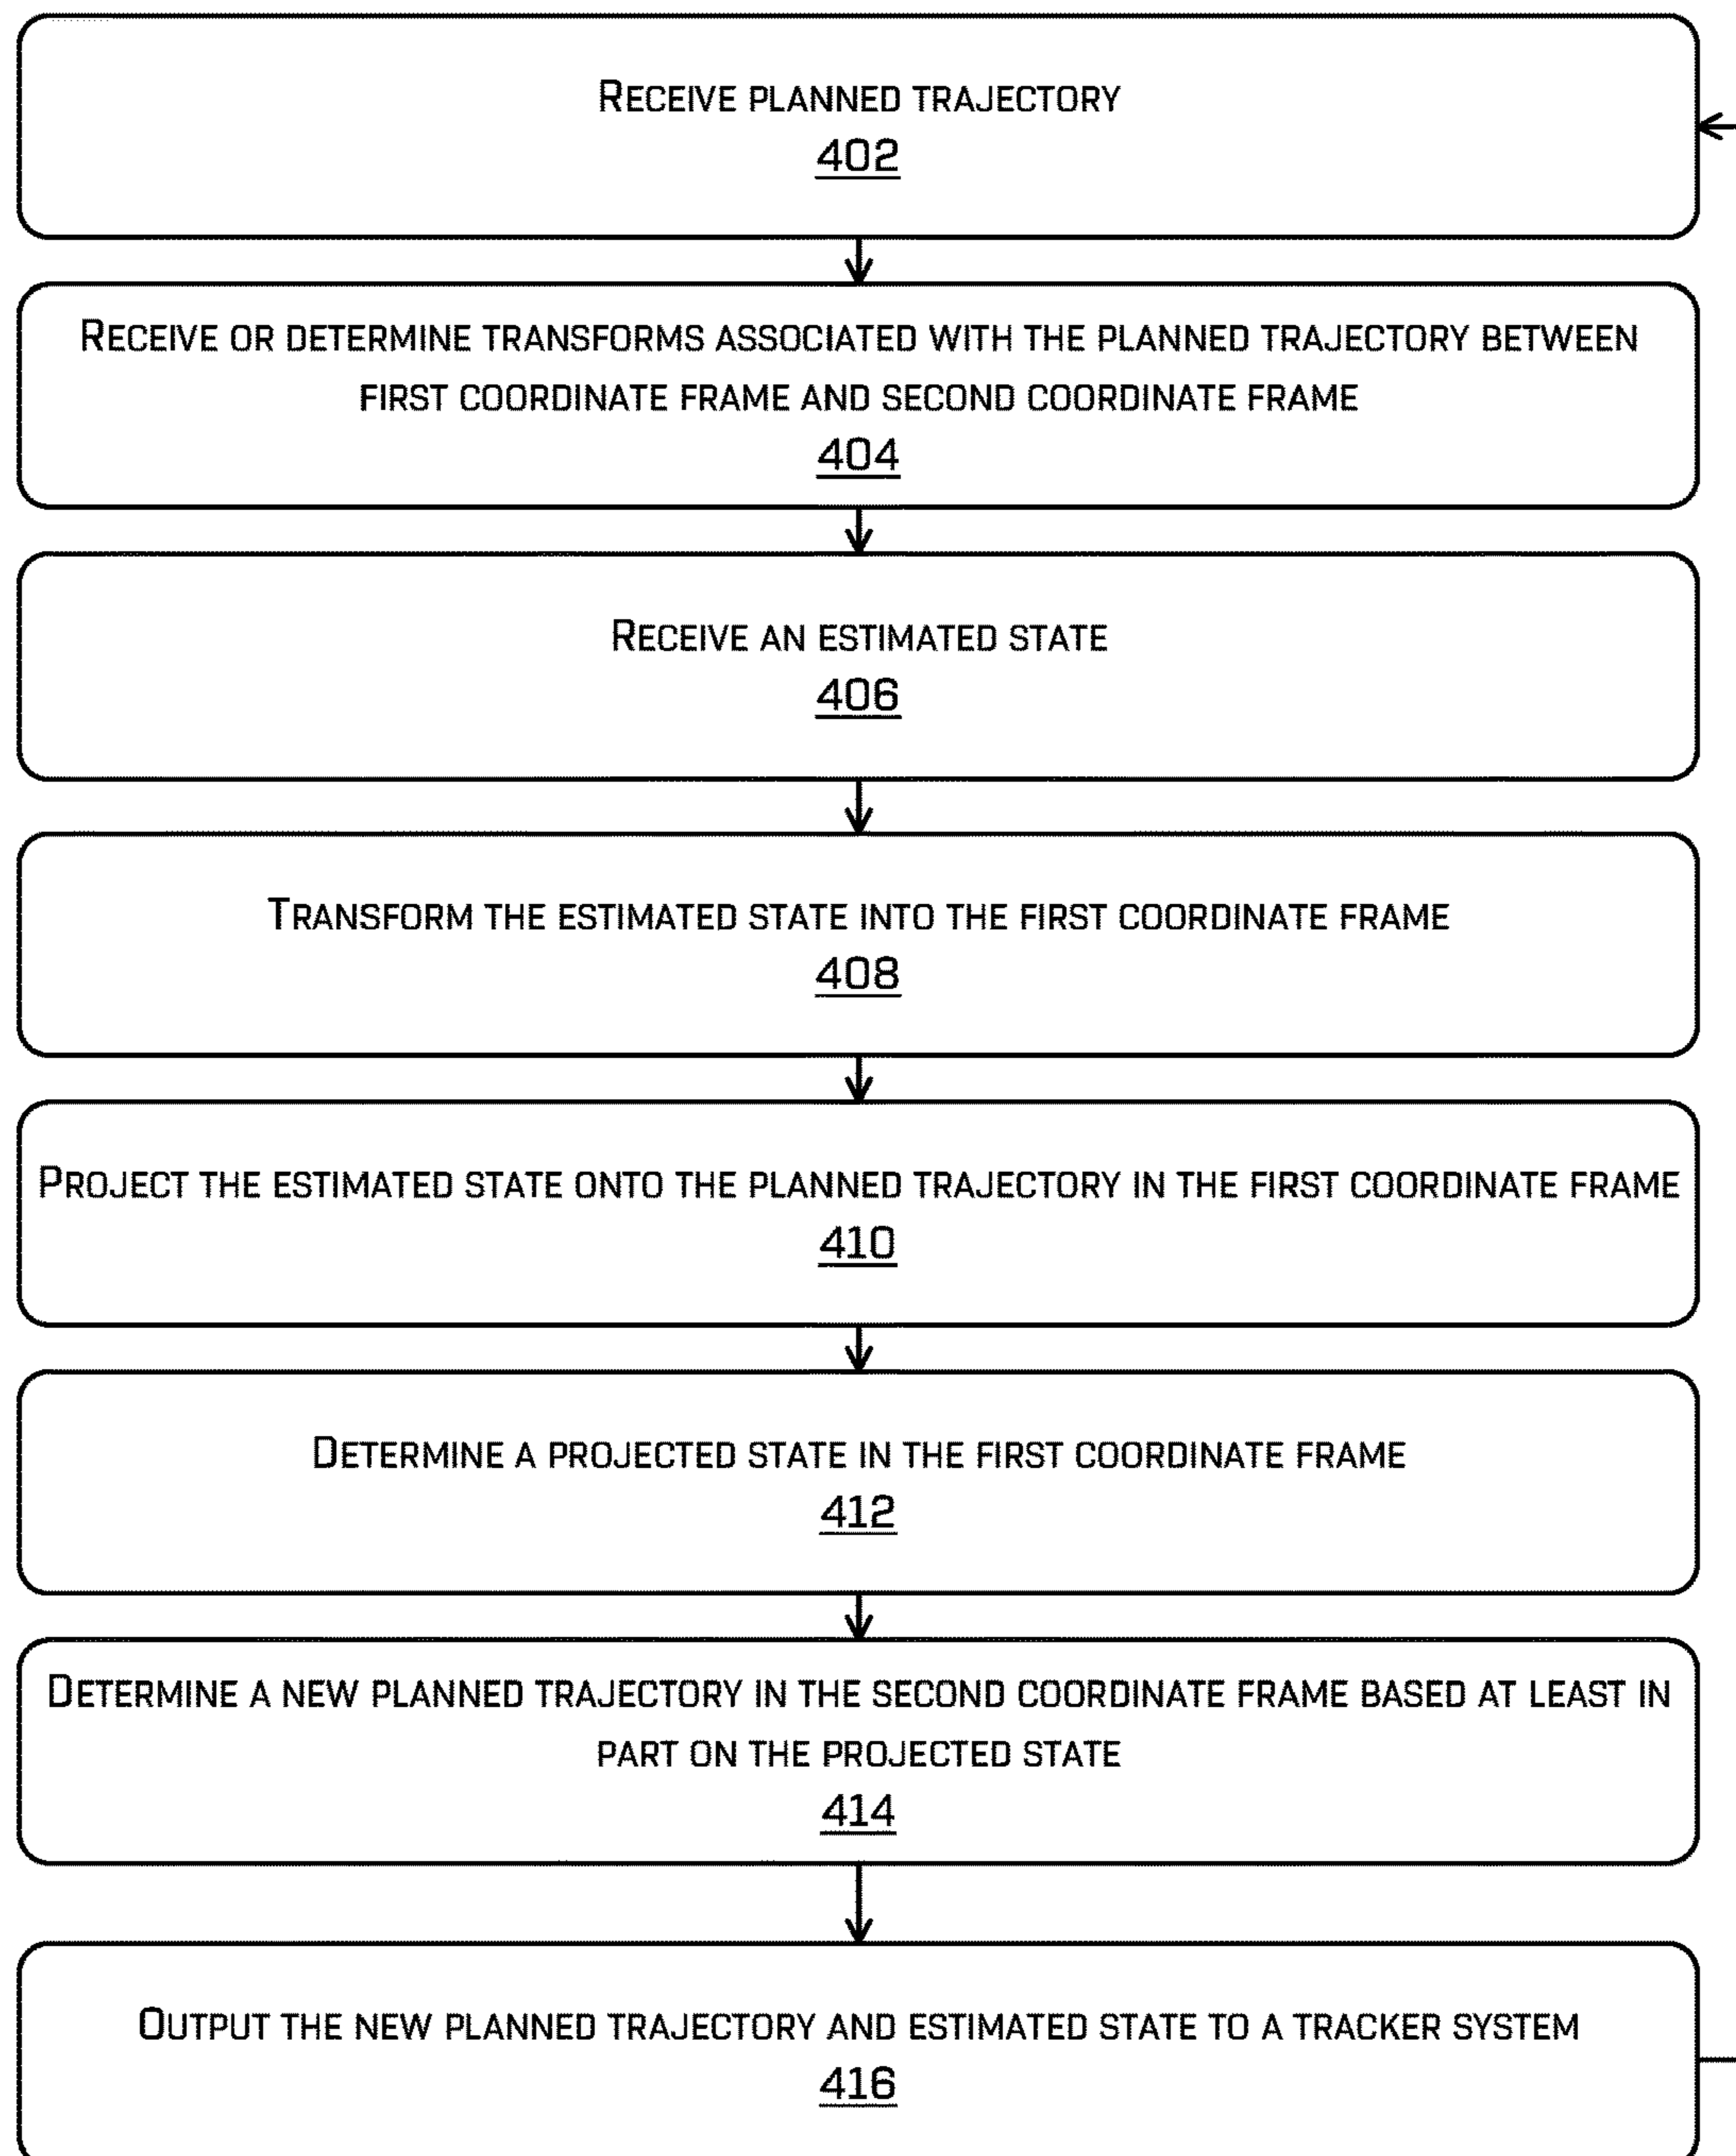 RECEIVE PLANNED TRAJECTORY
402
RECEIVE OR DETERMINE TRANSFORMS ASSOCIATED WITH THE PLANNED TRAJECTORY BETWEEN
FIRST COORDINATE FRAME AND SECOND COORDINATE FRAME
404
RECEIVE AN ESTIMATED STATE
406
TRANSFORM THE ESTIMATED STATE INTO THE FIRST COORDINATE FRAME
408
PROJECT THE ESTIMATED STATE ONTO THE PLANNED TRAJECTORY IN THE FIRST COORDINATE FRAME
410
DETERMINE A PROJECTED STATE IN THE FIRST COORDINATE FRAME
412
DETERMINE A NEW PLANNED TRAJECTORY IN THE SECOND COORDINATE FRAME BASED AT LEAST IN
PART ON THE PROJECTED STATE
414
OUTPUT THE NEW PLANNED TRAJECTORY AND ESTIMATED STATE TO A TRACKER SYSTEM
416